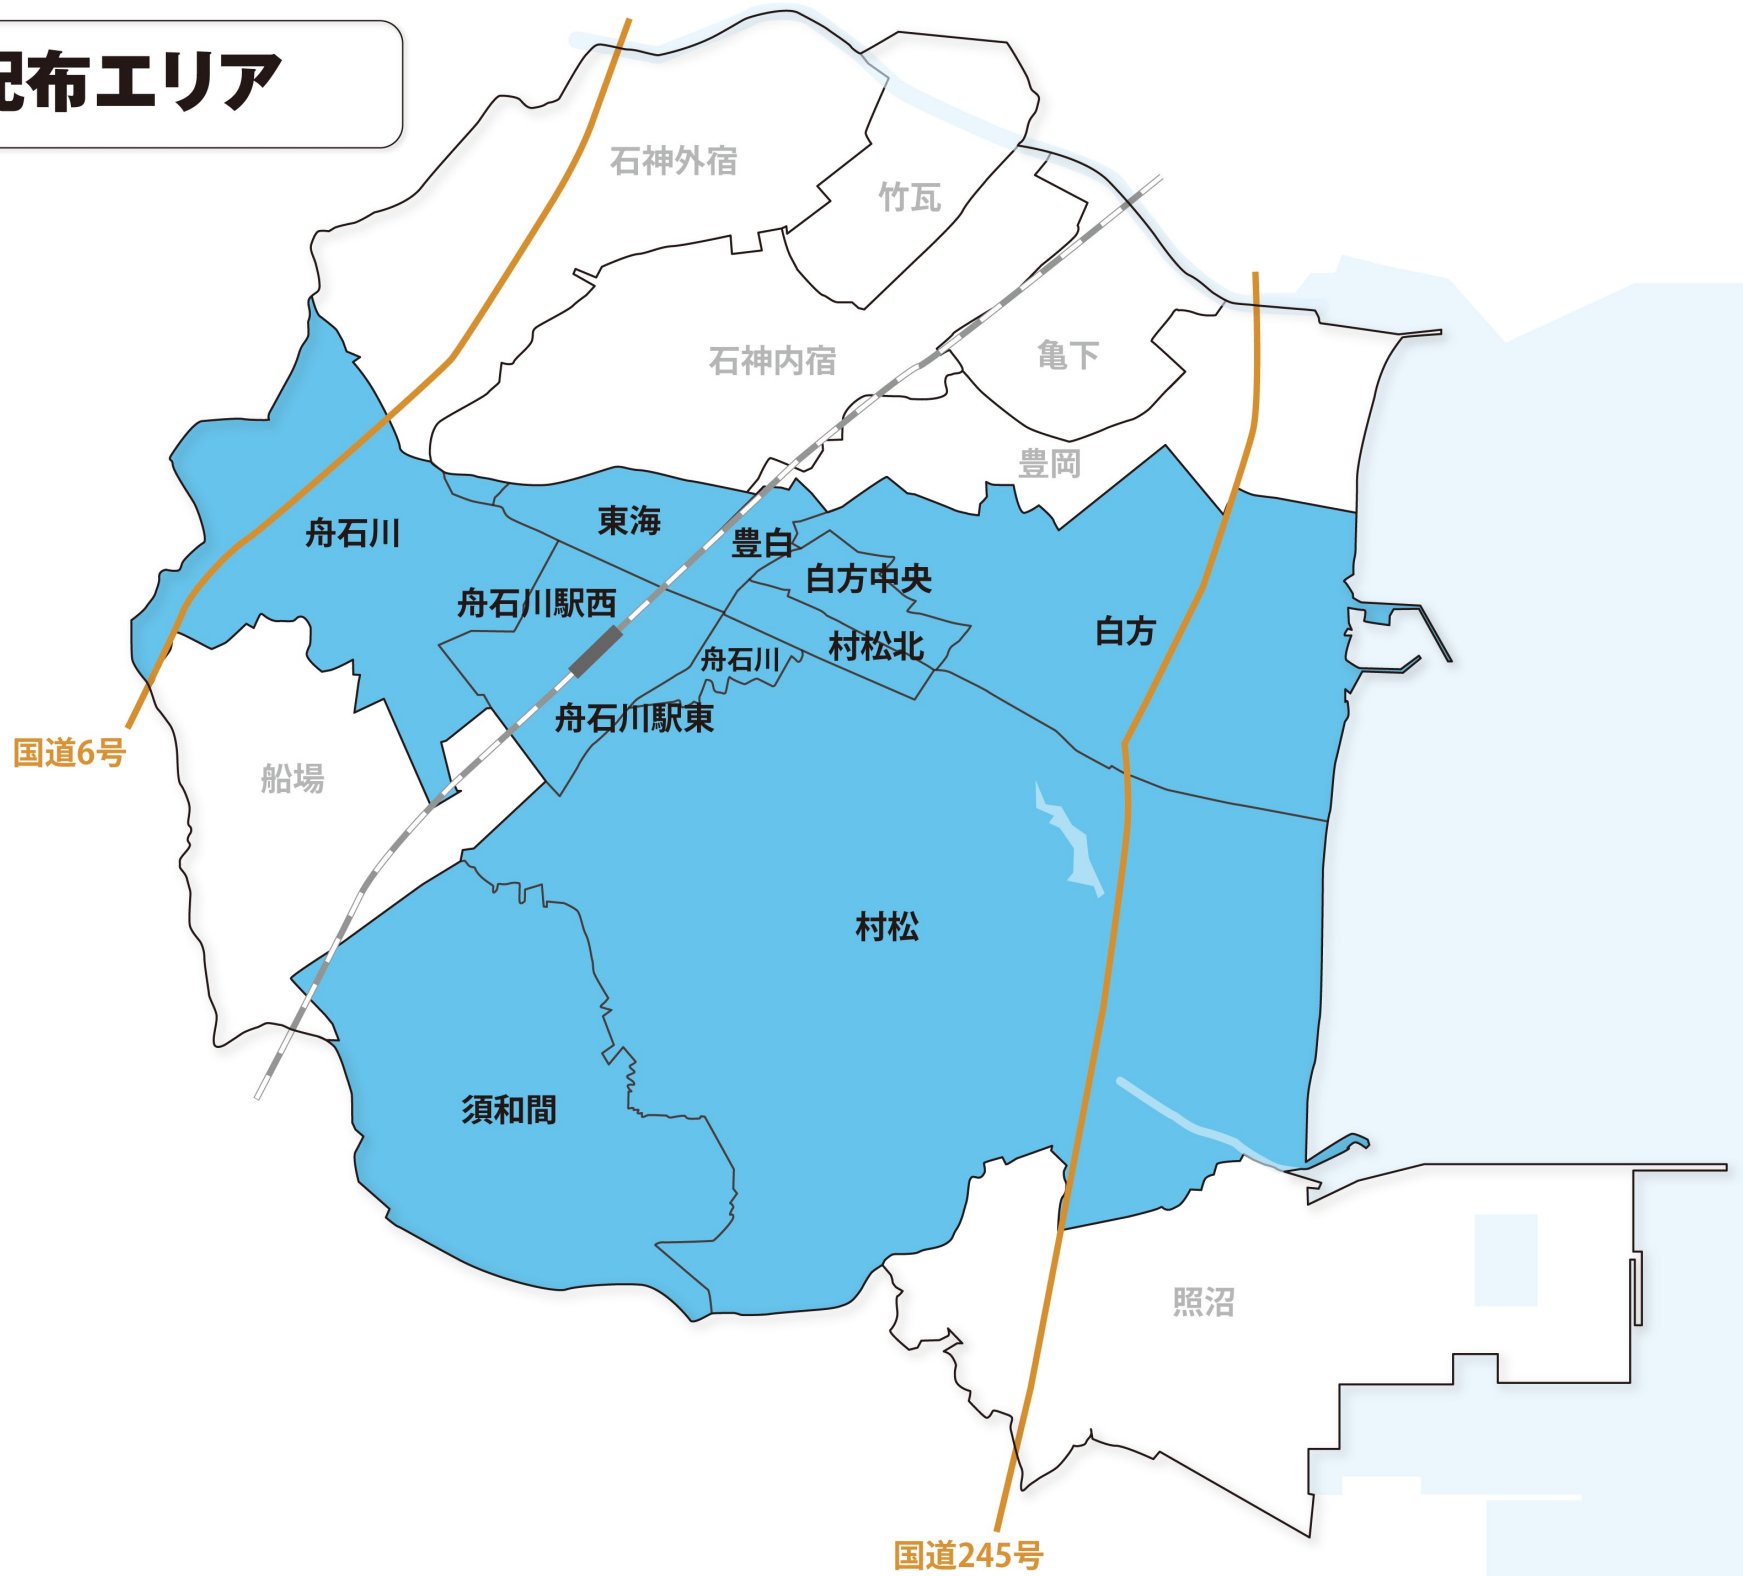 配布エリア
石神外宿
竹瓦
石神内宿
亀下
豊岡
舟石川
東海
豊白
白方中央
舟石川駅西
白方
村松北
舟石川
舟石川駅東
国道6号
船場
村松
須和間
照沼
国道245号